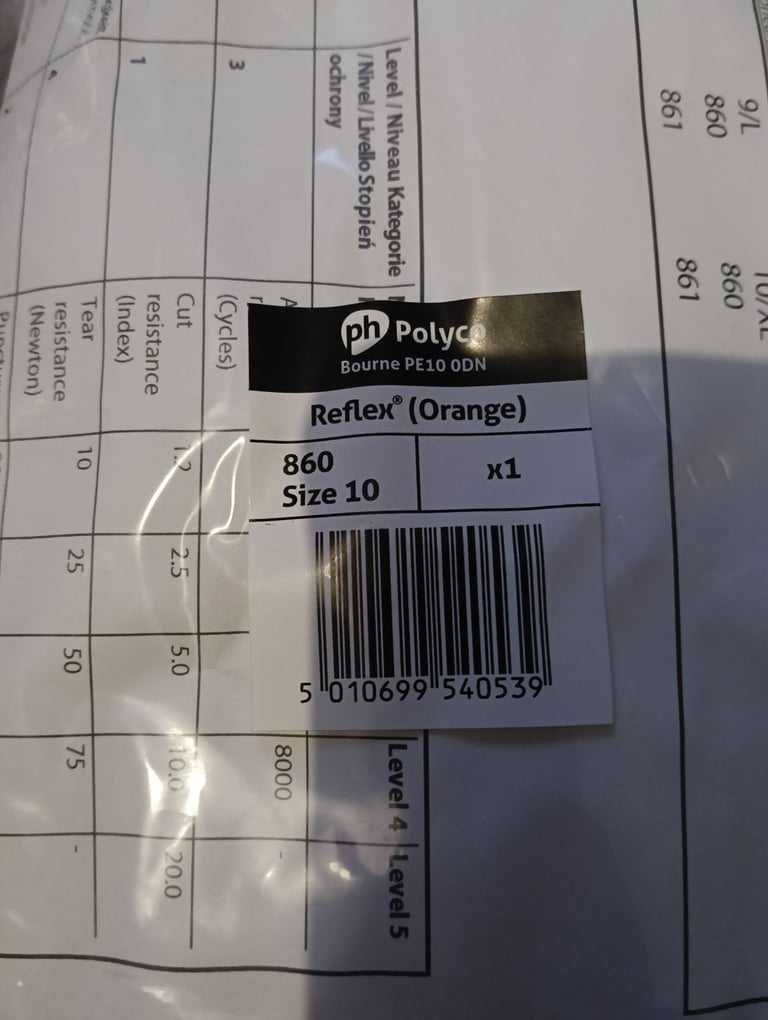 ph Polyco
Bourne PE10 0DN
Reflex® (Orange)
860
Size 10
x1
5 010699 540539
9/L 10/XL
860 860
861 861
Level / Niveau Kategorie
/ Nivel / Livello Stopień
ochrony
Level 4 Level 5
3
(Cycles)
8000 -
1
Cut
resistance
(Index)
1.2 2.5 5.0 10.0 20.0
Tear
resistance
(Newton)
10 25 50 75 -